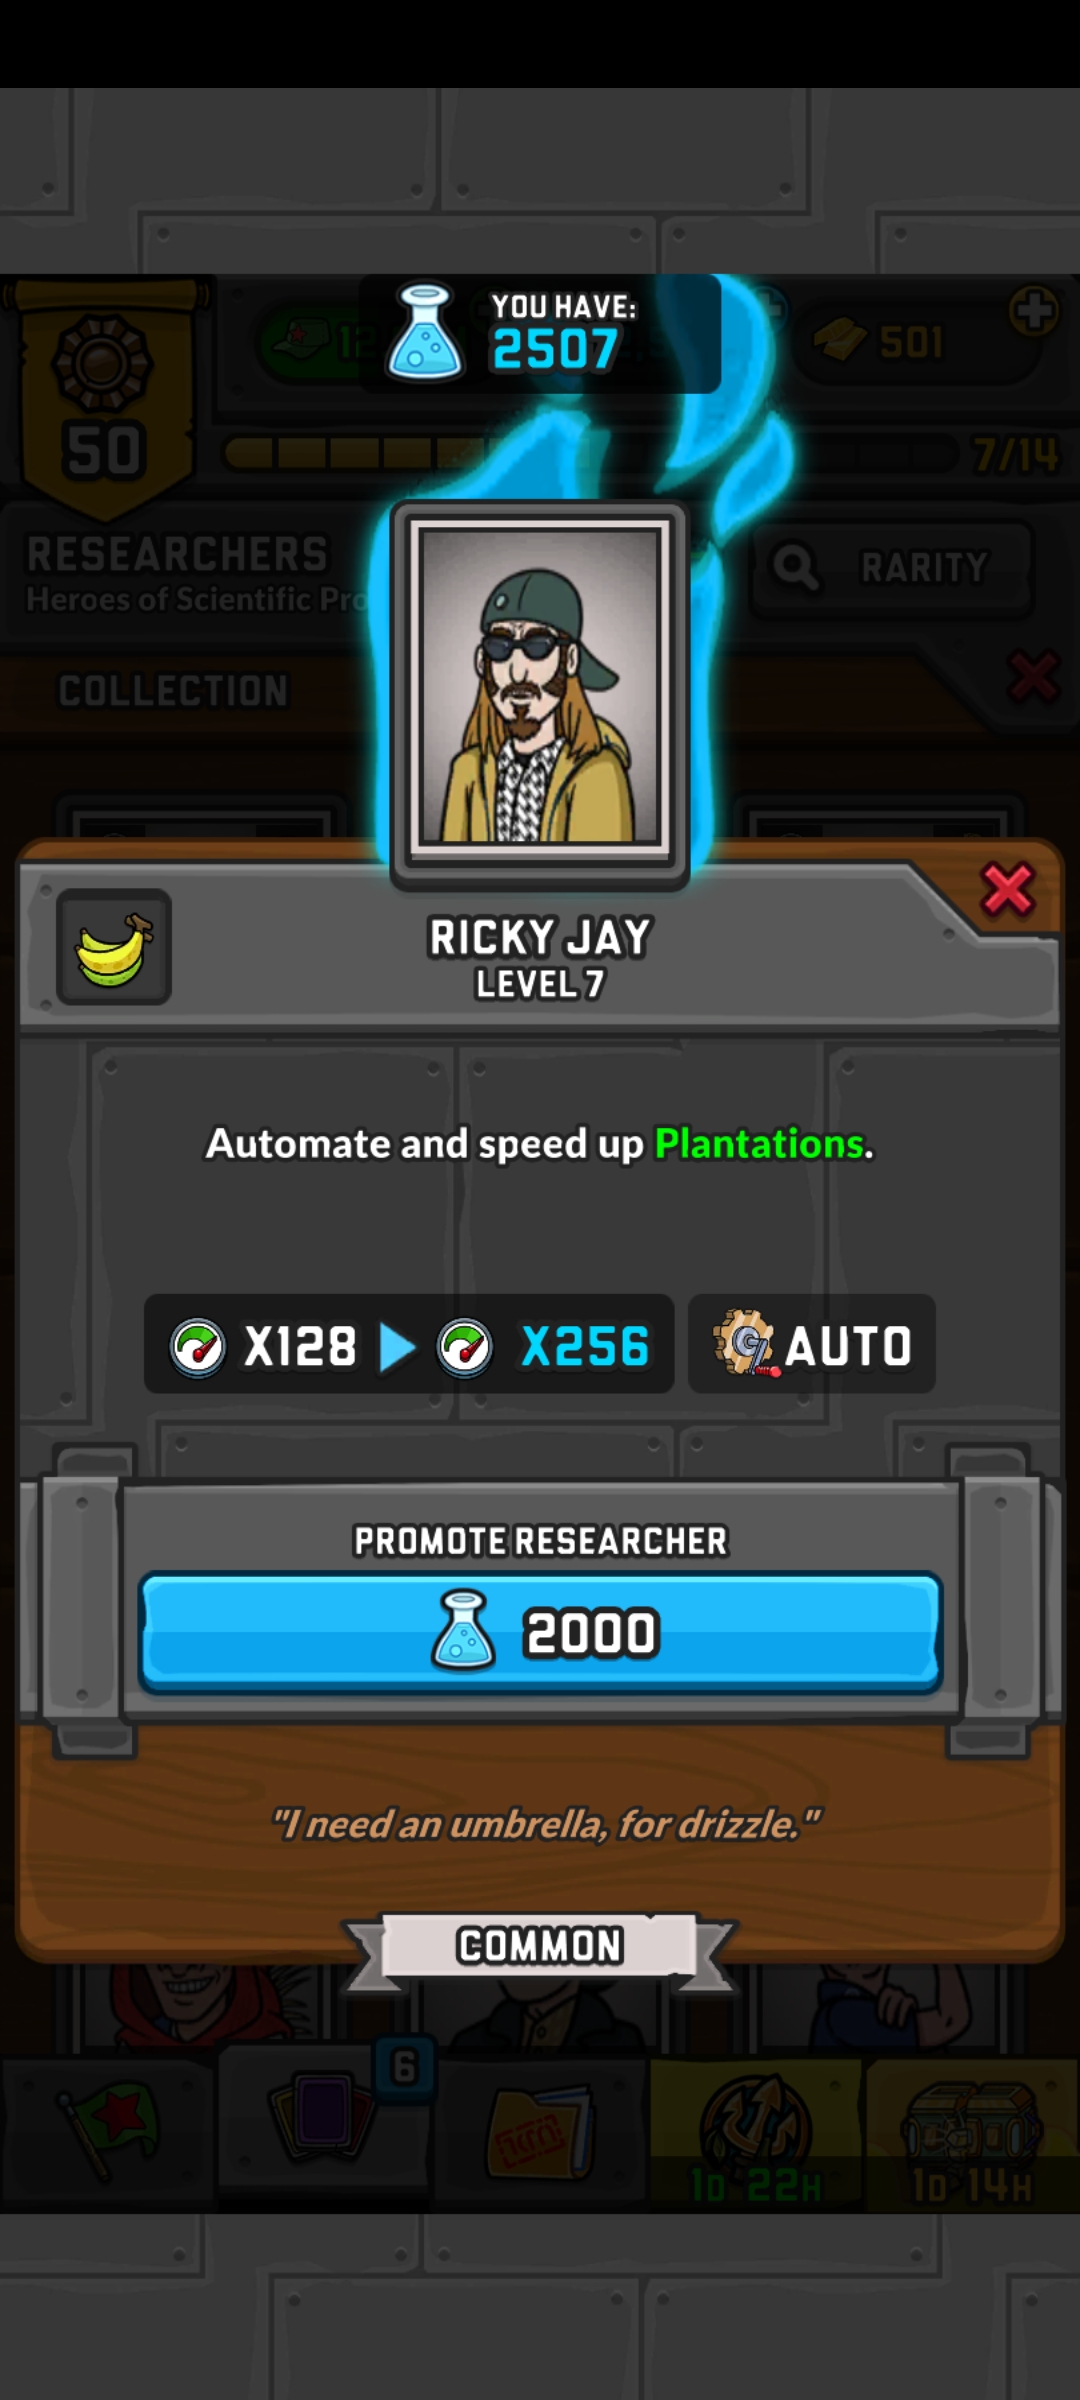 YOU HAVE:
2507
501
50
7/14
RESEARCHERS
Heroes of Scientific Pro
RARITY
COLLECTION
RICKY JAY
LEVEL 7
Automate and speed up Plantations.
X128
X256
AUTO
PROMOTE RESEARCHER
2000
"I need an umbrella, for drizzle."
COMMON
6
1D 22H
1D 14H